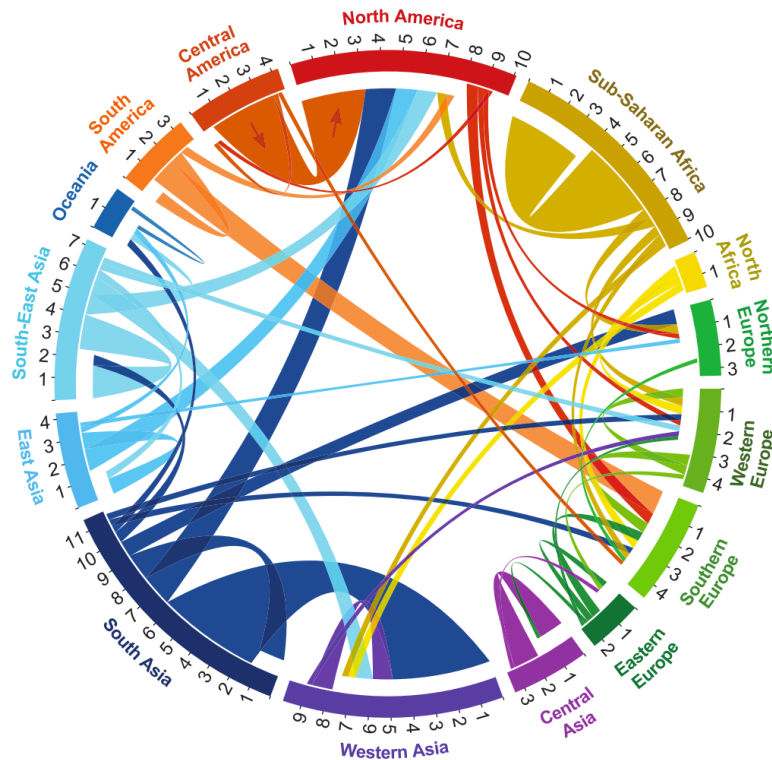 North America
1 2 3 4 5 6 7 8 9 10
Sub-Saharan Africa
1 2 3 4 5 6 7 8 9 10
North
Africa
1
Northern
Europe
1 2 3
Western
Europe
1 2 3 4
Southern
Europe
1 2 3 4
Eastern
Europe
1 2
Central
Asia
1 2 3
Western Asia
1 2 3 4 5 6 7 8 9
South Asia
1 2 3 4 5 6 7 8 9 10 11
East Asia
1 2 3 4
South-East Asia
1 2 3 4 5 6 7
Oceania
1
South
America
1 2 3
Central
America
1 2 3 4